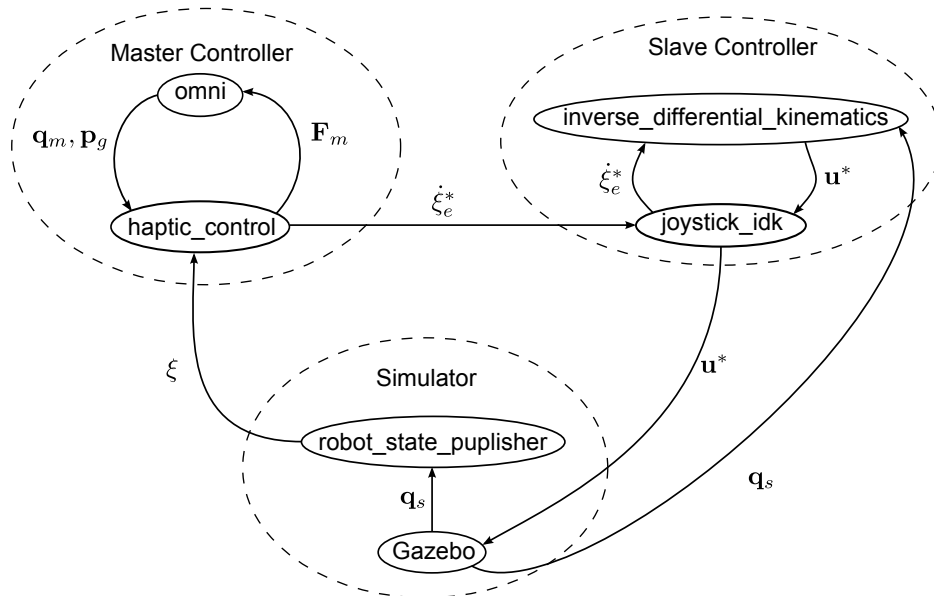 Master Controller
omni
q_m, p_g
F_m
haptic_control
ξ̇_e^*
Slave Controller
inverse_differential_kinematics
ξ̇_e^*
u^*
joystick_idk
ξ
u^*
Simulator
robot_state_puplisher
q_s
q_s
Gazebo